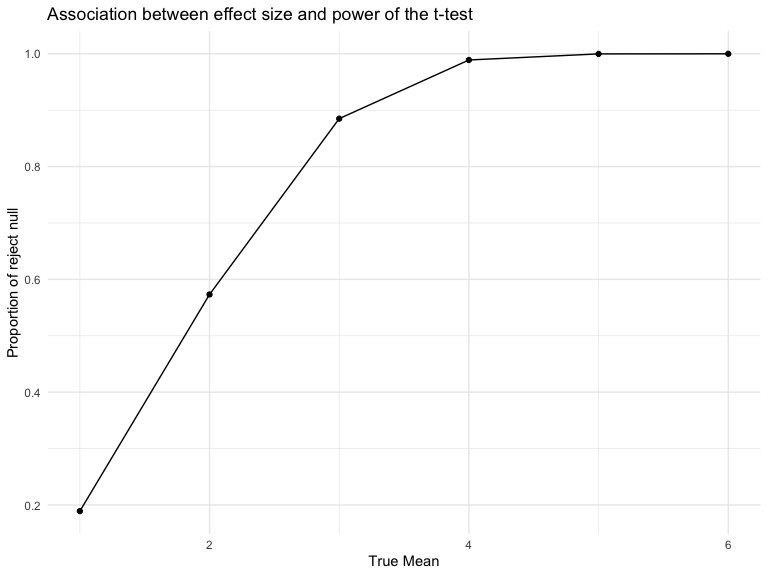 Association between effect size and power of the t-test
1.0
0.8
0.6
0.4
0.2
Proportion of reject null
2 4 6
True Mean